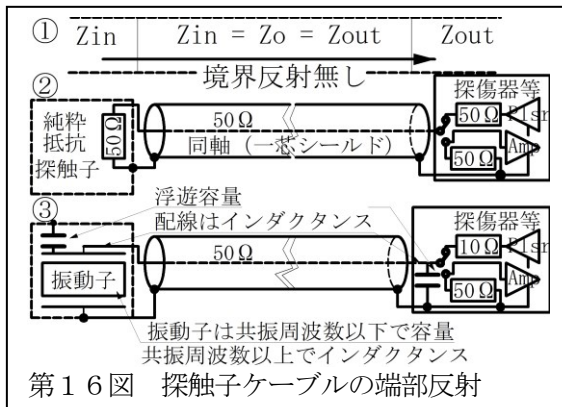 ① Zin Zin = Zo = Zout Zout
境界反射無し
② 探傷器等
純粋 50Ω 50Ω 50Ω Plsr
抵抗 同軸(一芯シールド) Amp
探触子 50Ω
③ 浮遊容量
配線はインダクタンス 探傷器等
50Ω 10Ω Plsr
振動子 50Ω Amp
振動子は共振周波数以下で容量
共振周波数以上でインダクタンス
第16図 探触子ケーブルの端部反射